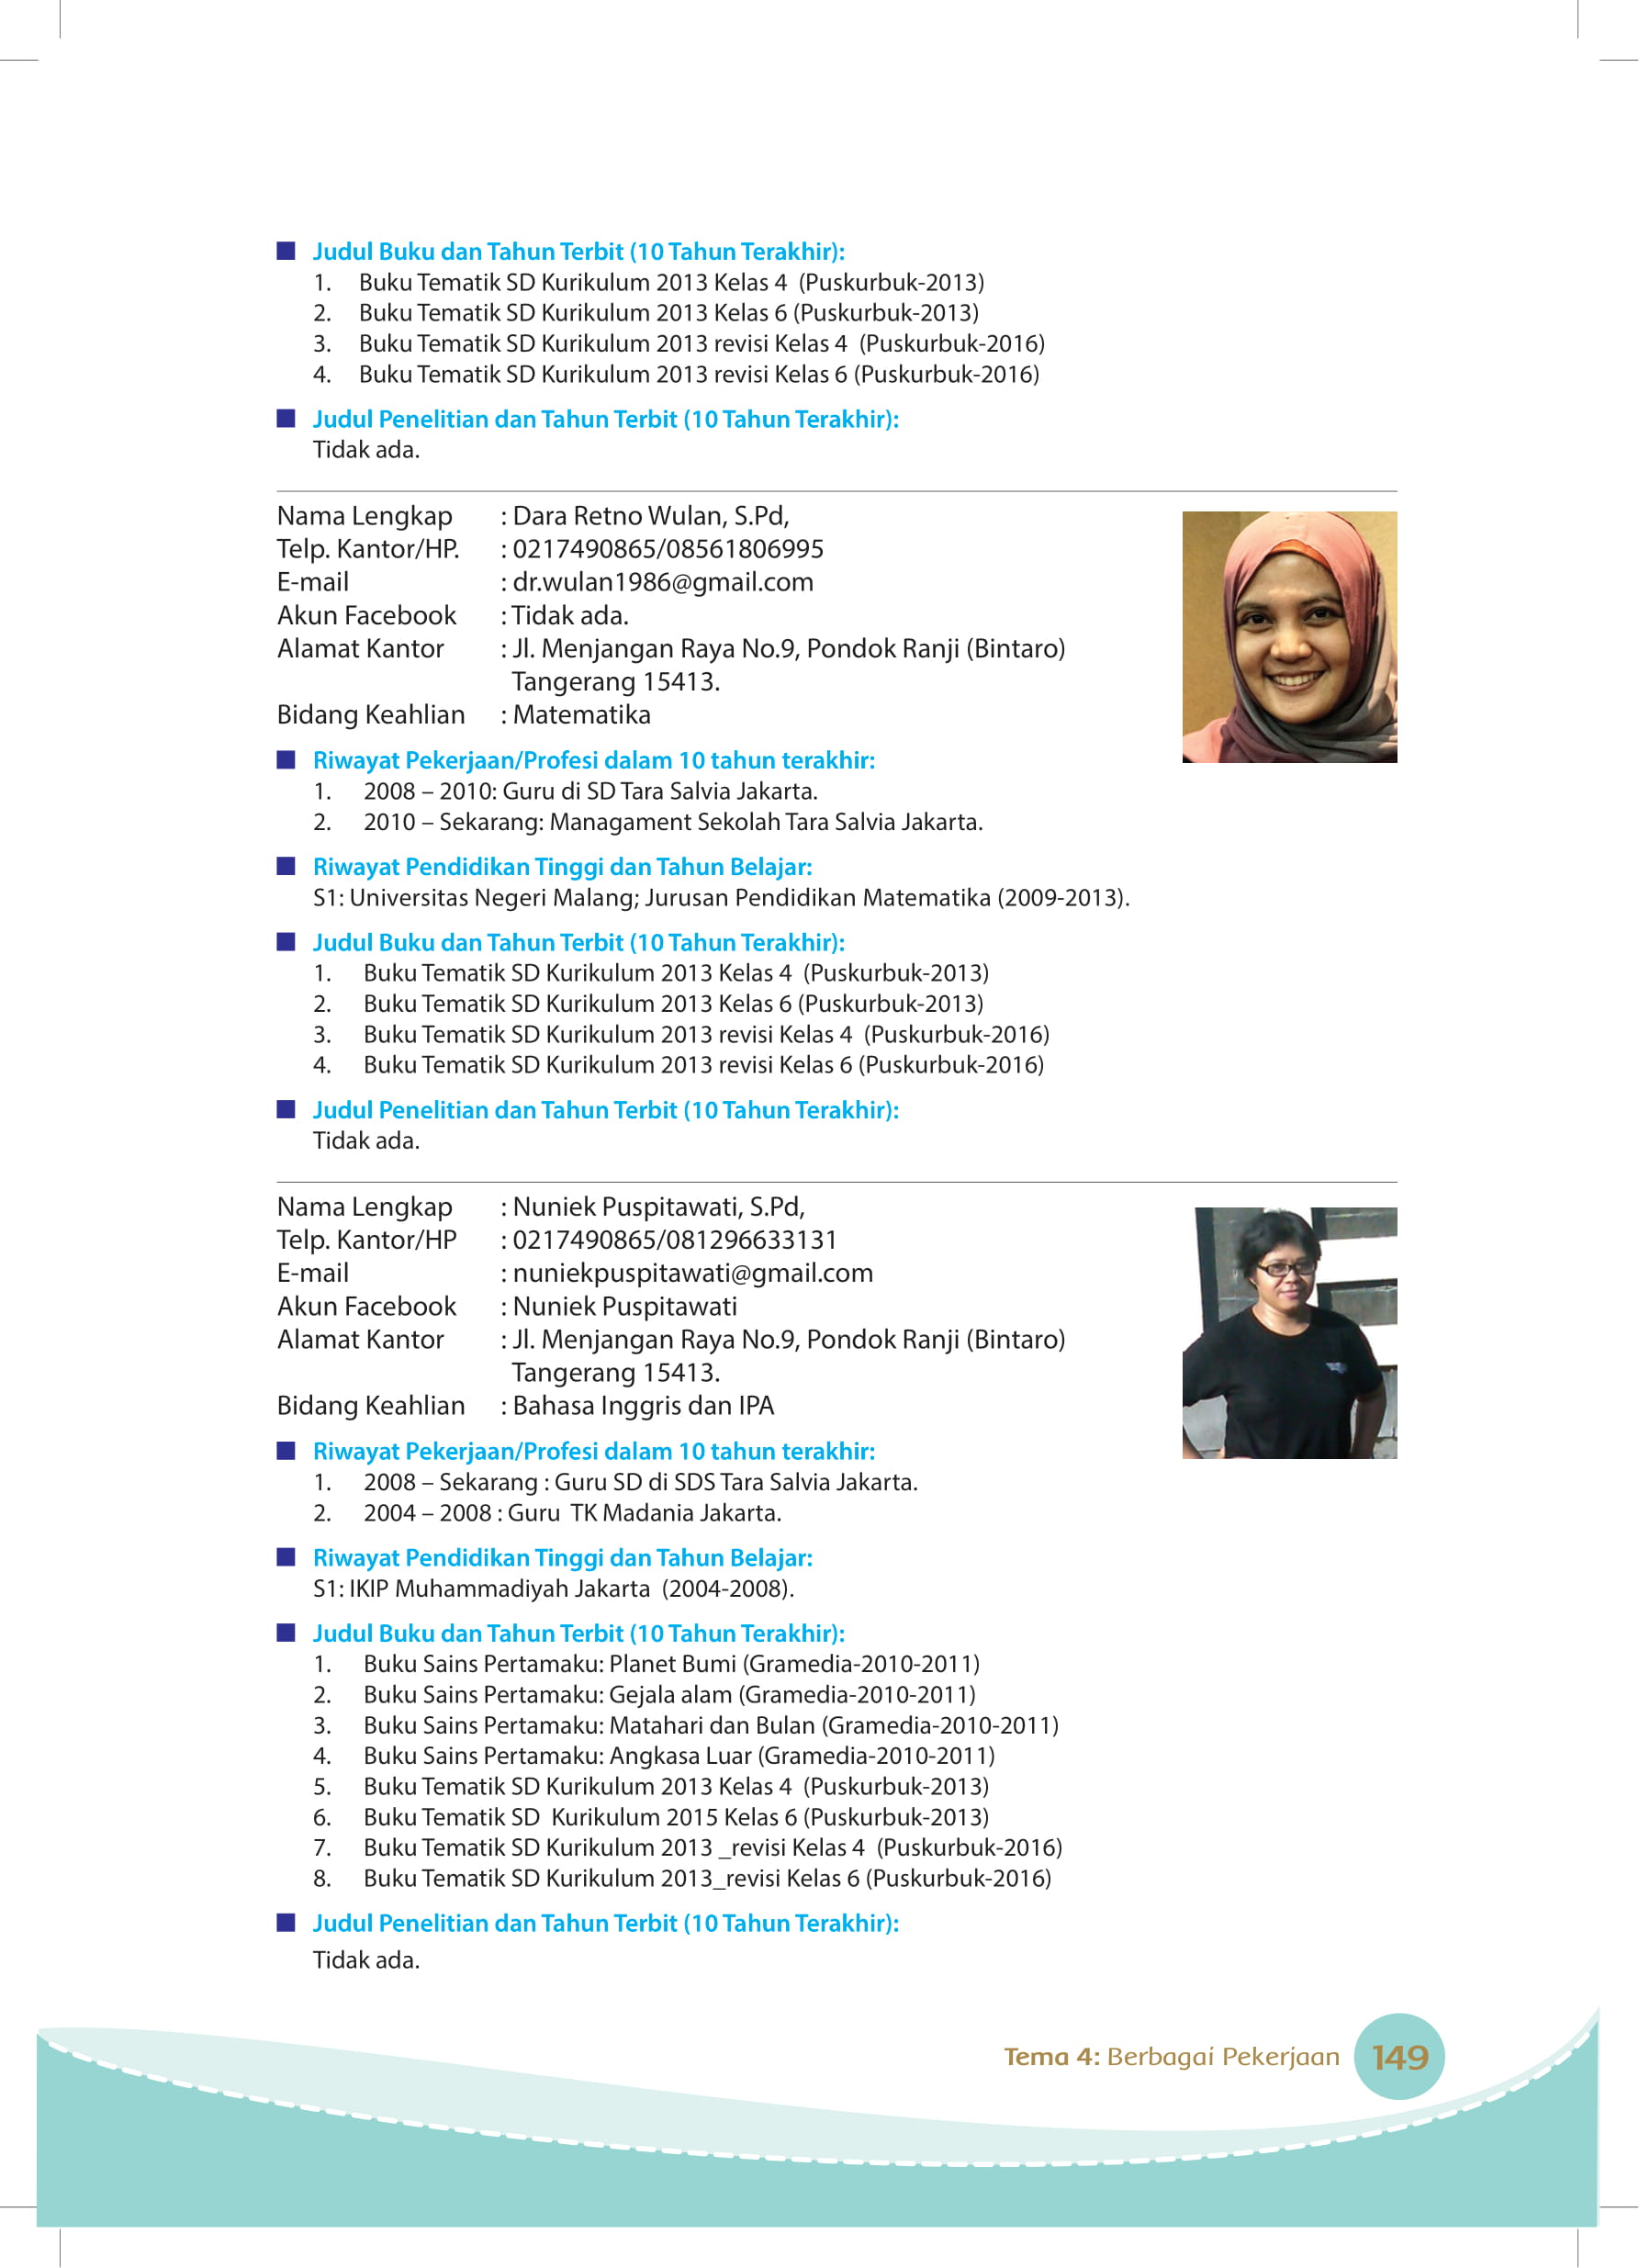 Judul Buku dan Tahun Terbit (10 Tahun Terakhir):
1. Buku Tematik SD Kurikulum 2013 Kelas 4 (Puskurbuk-2013)
2. Buku Tematik SD Kurikulum 2013 Kelas 6 (Puskurbuk-2013)
3. Buku Tematik SD Kurikulum 2013 revisi Kelas 4 (Puskurbuk-2016)
4. Buku Tematik SD Kurikulum 2013 revisi Kelas 6 (Puskurbuk-2016)
Judul Penelitian dan Tahun Terbit (10 Tahun Terakhir):
Tidak ada.
Nama Lengkap : Dara Retno Wulan, S.Pd,
Telp. Kantor/HP. : 0217490865/08561806995
E-mail : dr.wulan1986@gmail.com
Akun Facebook : Tidak ada.
Alamat Kantor : Jl. Menjangan Raya No.9, Pondok Ranji (Bintaro)
Tangerang 15413.
Bidang Keahlian : Matematika
Riwayat Pekerjaan/Profesi dalam 10 tahun terakhir:
1. 2008 – 2010: Guru di SD Tara Salvia Jakarta.
2. 2010 – Sekarang: Managament Sekolah Tara Salvia Jakarta.
Riwayat Pendidikan Tinggi dan Tahun Belajar:
S1: Universitas Negeri Malang; Jurusan Pendidikan Matematika (2009-2013).
Judul Buku dan Tahun Terbit (10 Tahun Terakhir):
1. Buku Tematik SD Kurikulum 2013 Kelas 4 (Puskurbuk-2013)
2. Buku Tematik SD Kurikulum 2013 Kelas 6 (Puskurbuk-2013)
3. Buku Tematik SD Kurikulum 2013 revisi Kelas 4 (Puskurbuk-2016)
4. Buku Tematik SD Kurikulum 2013 revisi Kelas 6 (Puskurbuk-2016)
Judul Penelitian dan Tahun Terbit (10 Tahun Terakhir):
Tidak ada.
Nama Lengkap : Nuniek Puspitawati, S.Pd,
Telp. Kantor/HP : 0217490865/081296633131
E-mail : nuniekpuspitawati@gmail.com
Akun Facebook : Nuniek Puspitawati
Alamat Kantor : Jl. Menjangan Raya No.9, Pondok Ranji (Bintaro)
Tangerang 15413.
Bidang Keahlian : Bahasa Inggris dan IPA
Riwayat Pekerjaan/Profesi dalam 10 tahun terakhir:
1. 2008 – Sekarang : Guru SD di SDS Tara Salvia Jakarta.
2. 2004 – 2008 : Guru TK Madania Jakarta.
Riwayat Pendidikan Tinggi dan Tahun Belajar:
S1: IKIP Muhammadiyah Jakarta (2004-2008).
Judul Buku dan Tahun Terbit (10 Tahun Terakhir):
1. Buku Sains Pertamaku: Planet Bumi (Gramedia-2010-2011)
2. Buku Sains Pertamaku: Gejala alam (Gramedia-2010-2011)
3. Buku Sains Pertamaku: Matahari dan Bulan (Gramedia-2010-2011)
4. Buku Sains Pertamaku: Angkasa Luar (Gramedia-2010-2011)
5. Buku Tematik SD Kurikulum 2013 Kelas 4 (Puskurbuk-2013)
6. Buku Tematik SD Kurikulum 2015 Kelas 6 (Puskurbuk-2013)
7. Buku Tematik SD Kurikulum 2013 _revisi Kelas 4 (Puskurbuk-2016)
8. Buku Tematik SD Kurikulum 2013_revisi Kelas 6 (Puskurbuk-2016)
Judul Penelitian dan Tahun Terbit (10 Tahun Terakhir):
Tidak ada.
Tema 4: Berbagai Pekerjaan 149